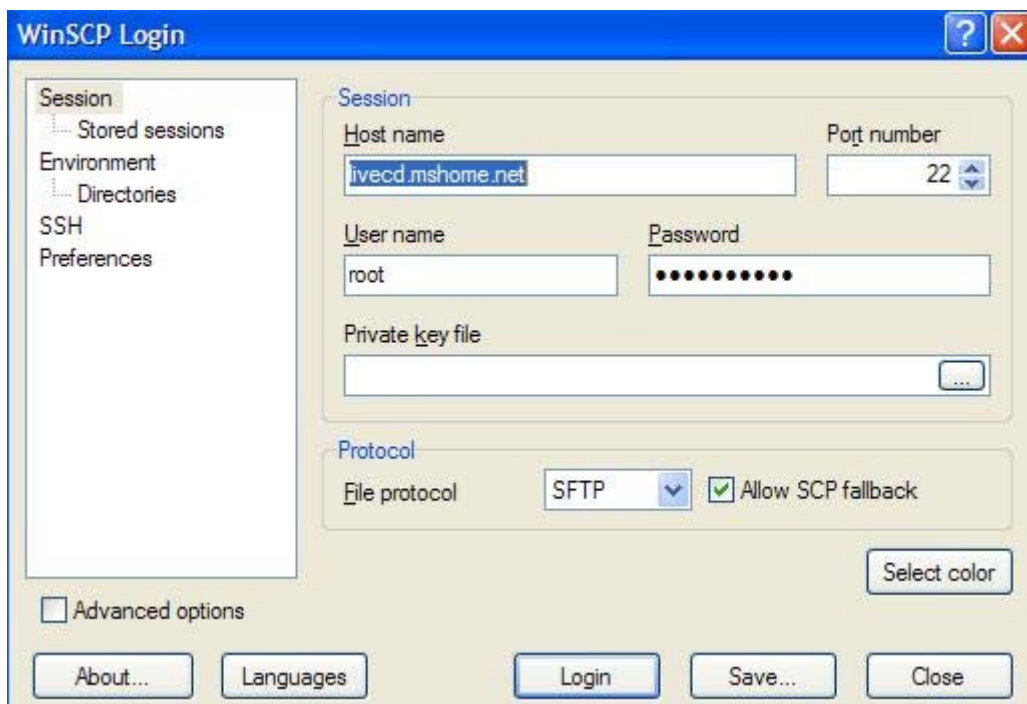 WinSCP Login
Session
Stored sessions
Environment
Directories
SSH
Preferences
Advanced options
Session
Host name Port number
livecd.mshome.net 22
User name Password
root ••••••••••
Private key file
...
Protocol
File protocol SFTP Allow SCP fallback
Select color
About... Languages Login Save... Close